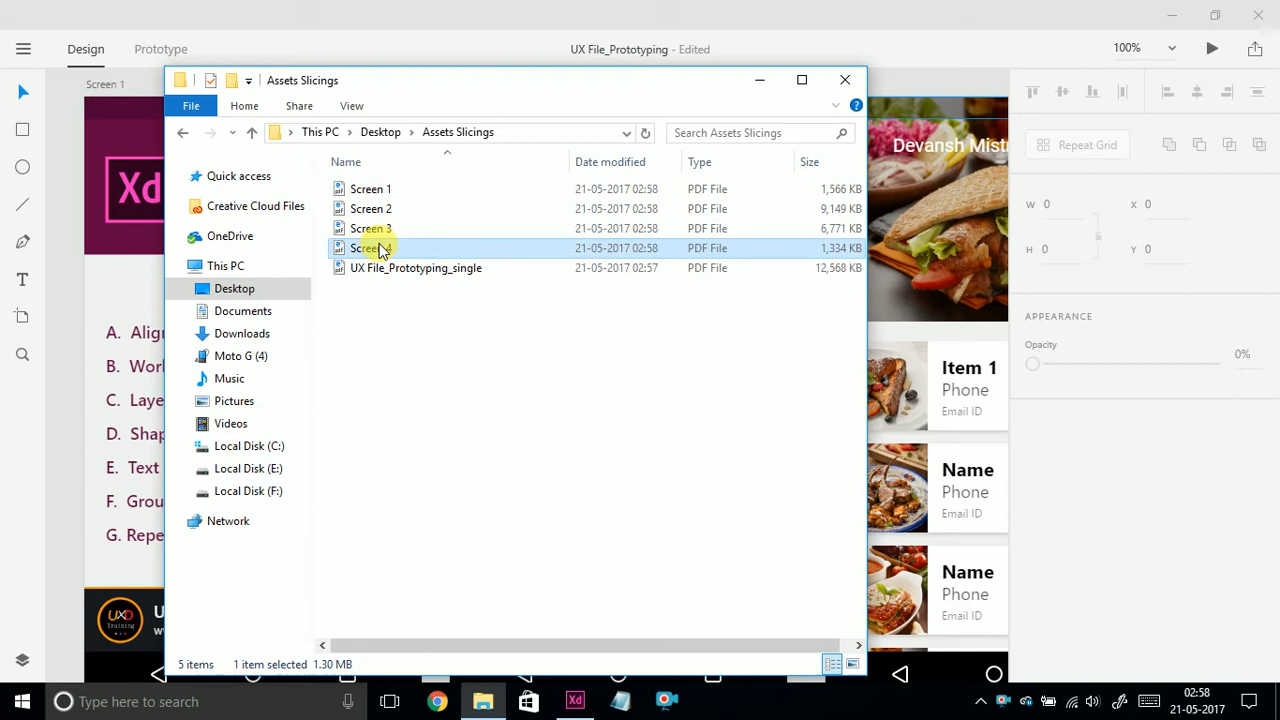 Design
Prototype
UX File_Prototyping - Edited
100%
Screen 1
Assets Slicings
File
Home
Share
View
This PC
Desktop
Assets Slicings
Search Assets Slicings
Name
Date modified
Type
Size
Quick access
Creative Cloud Files
OneDrive
This PC
Desktop
Documents
Downloads
Moto G (4)
Music
Pictures
Videos
Local Disk (C:)
Local Disk (E:)
Local Disk (F:)
Network
Screen 1 21-05-2017 02:58 PDF File 1,566 KB
Screen 2 21-05-2017 02:58 PDF File 9,149 KB
Screen 3 21-05-2017 02:58 PDF File 6,771 KB
Screen 4 21-05-2017 02:58 PDF File 1,334 KB
UX File_Prototyping_single 21-05-2017 02:57 PDF File 12,568 KB
5 items 1 item selected 1.30 MB
Xd
A. Alig
B. Wor
C. Laye
D. Shap
E. Text
F. Grou
G. Repe
UXD
Training
U
ww
Devansh Mist
Item 1
Phone
Email ID
Name
Phone
Email ID
Name
Phone
Email ID
Repeat Grid
W 0 X 0
H 0 Y 0
APPEARANCE
Opacity
0%
Type here to search
Xd
02:58
21-05-2017